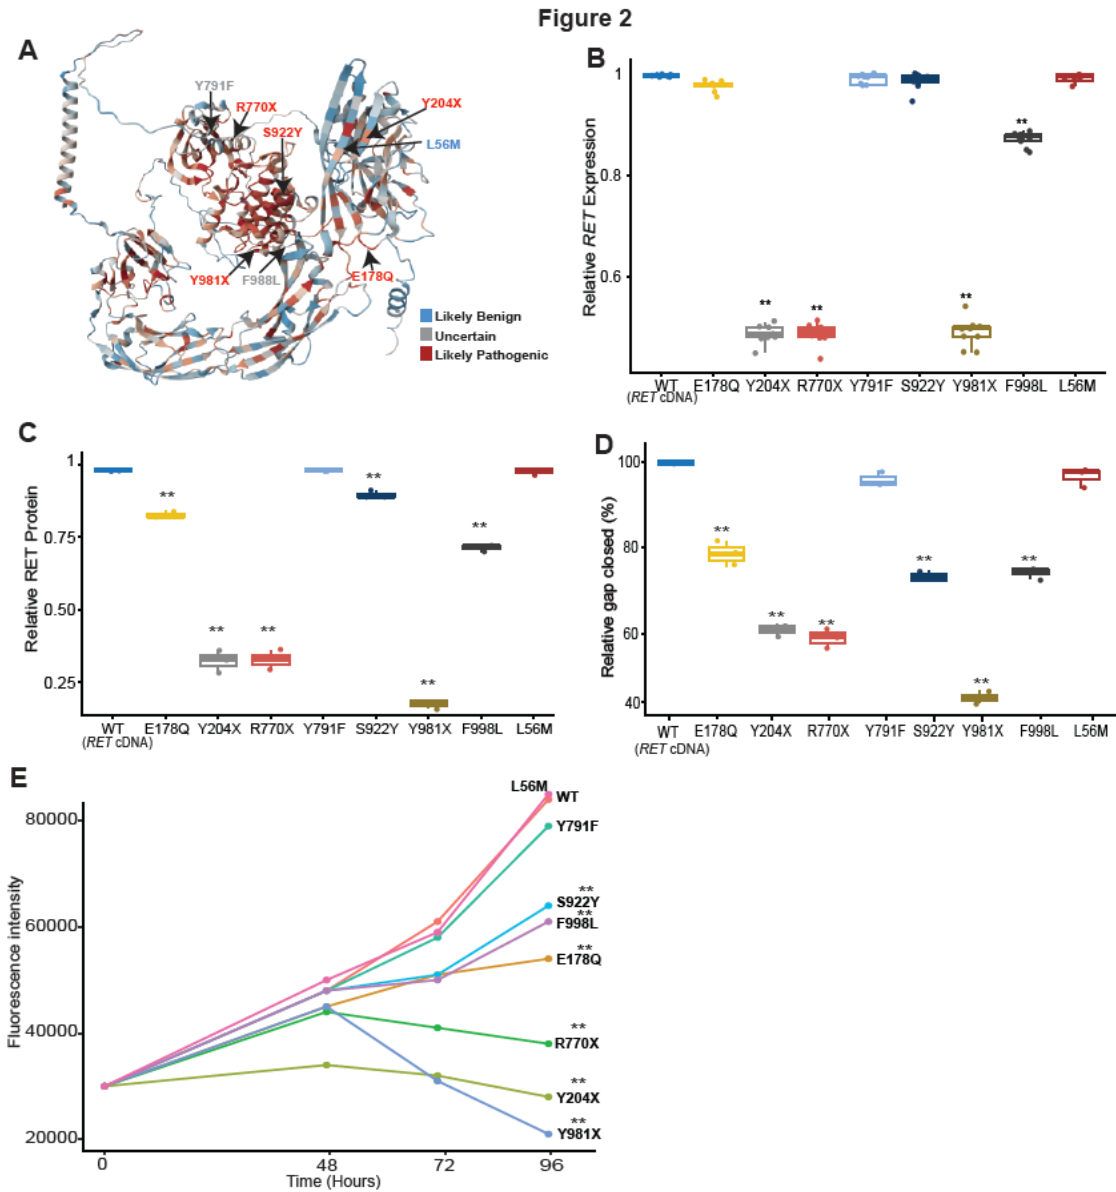 Figure 2
A
Y791F
R770X
S922Y
Y204X
L56M
Y981X
F988L
E178Q
Likely Benign
Uncertain
Likely Pathogenic
B
Relative RET Expression
1
0.8
0.6
**
**
**
**
WT
(RET cDNA)
E178Q
Y204X
R770X
Y791F
S922Y
Y981X
F998L
L56M
C
Relative RET Protein
1
0.75
0.50
0.25
**
**
**
**
**
**
WT
(RET cDNA)
E178Q
Y204X
R770X
Y791F
S922Y
Y981X
F998L
L56M
D
Relative gap closed (%)
100
80
60
40
**
**
**
**
**
**
WT
(RET cDNA)
E178Q
Y204X
R770X
Y791F
S922Y
Y981X
F998L
L56M
E
Fluorescence intensity
80000
60000
40000
20000
L56M
WT
Y791F
**
S922Y
**
F998L
**
E178Q
**
R770X
**
Y204X
**
Y981X
0
48
72
96
Time (Hours)